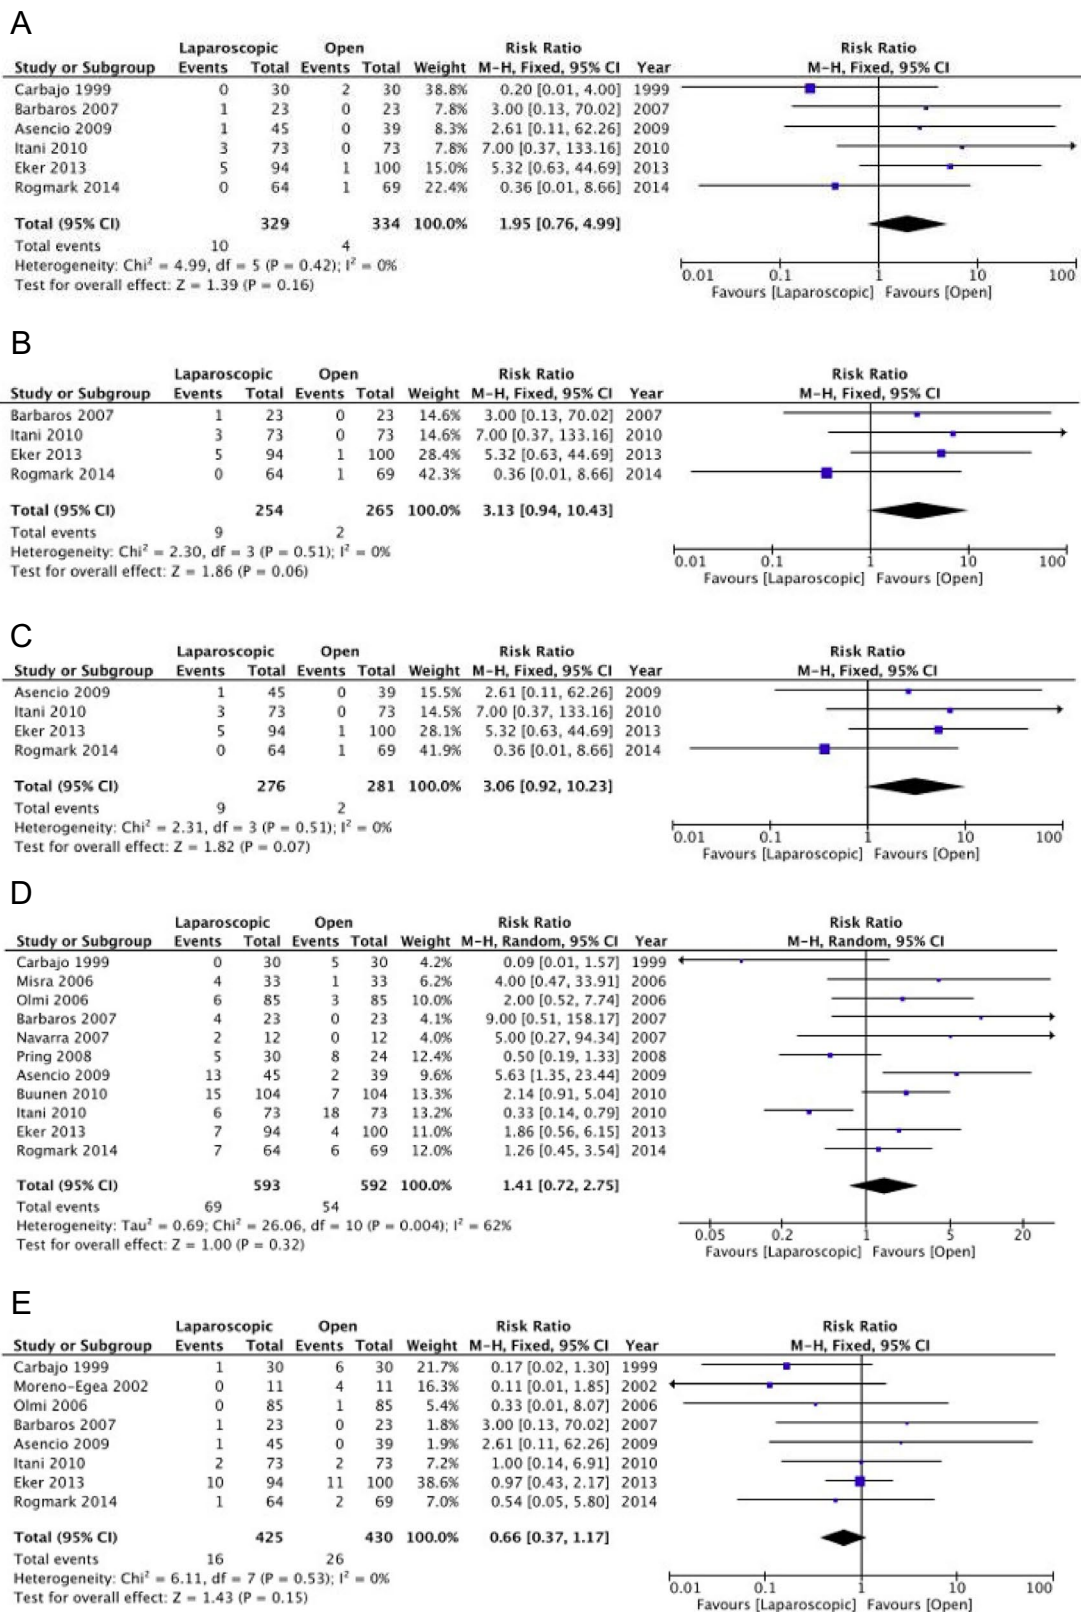 A
Laparoscopic Open Risk Ratio Risk Ratio
Study or Subgroup Events Total Events Total Weight M-H, Fixed, 95% CI Year M-H, Fixed, 95% CI
Carbajo 1999 0 30 2 30 38.8% 0.20 [0.01, 4.00] 1999
Barbaros 2007 1 23 0 23 7.8% 3.00 [0.13, 70.02] 2007
Asencio 2009 1 45 0 39 8.3% 2.61 [0.11, 62.26] 2009
Itani 2010 3 73 0 73 7.8% 7.00 [0.37, 133.16] 2010
Eker 2013 5 94 1 100 15.0% 5.32 [0.63, 44.69] 2013
Rogmark 2014 0 64 1 69 22.4% 0.36 [0.01, 8.66] 2014
Total (95% CI) 329 334 100.0% 1.95 [0.76, 4.99]
Total events 10 4
Heterogeneity: Chi² = 4.99, df = 5 (P = 0.42); I² = 0%
Test for overall effect: Z = 1.39 (P = 0.16)
0.01 0.1 1 10 100
Favours [Laparoscopic] Favours [Open]
B
Laparoscopic Open Risk Ratio Risk Ratio
Study or Subgroup Events Total Events Total Weight M-H, Fixed, 95% CI Year M-H, Fixed, 95% CI
Barbaros 2007 1 23 0 23 14.6% 3.00 [0.13, 70.02] 2007
Itani 2010 3 73 0 73 14.6% 7.00 [0.37, 133.16] 2010
Eker 2013 5 94 1 100 28.4% 5.32 [0.63, 44.69] 2013
Rogmark 2014 0 64 1 69 42.3% 0.36 [0.01, 8.66] 2014
Total (95% CI) 254 265 100.0% 3.13 [0.94, 10.43]
Total events 9 2
Heterogeneity: Chi² = 2.30, df = 3 (P = 0.51); I² = 0%
Test for overall effect: Z = 1.86 (P = 0.06)
0.01 0.1 1 10 100
Favours [Laparoscopic] Favours [Open]
C
Laparoscopic Open Risk Ratio Risk Ratio
Study or Subgroup Events Total Events Total Weight M-H, Fixed, 95% CI Year M-H, Fixed, 95% CI
Asencio 2009 1 45 0 39 15.5% 2.61 [0.11, 62.26] 2009
Itani 2010 3 73 0 73 14.5% 7.00 [0.37, 133.16] 2010
Eker 2013 5 94 1 100 28.1% 5.32 [0.63, 44.69] 2013
Rogmark 2014 0 64 1 69 41.9% 0.36 [0.01, 8.66] 2014
Total (95% CI) 276 281 100.0% 3.06 [0.92, 10.23]
Total events 9 2
Heterogeneity: Chi² = 2.31, df = 3 (P = 0.51); I² = 0%
Test for overall effect: Z = 1.82 (P = 0.07)
0.01 0.1 1 10 100
Favours [Laparoscopic] Favours [Open]
D
Laparoscopic Open Risk Ratio Risk Ratio
Study or Subgroup Events Total Events Total Weight M-H, Random, 95% CI Year M-H, Random, 95% CI
Carbajo 1999 0 30 5 30 4.2% 0.09 [0.01, 1.57] 1999
Misra 2006 4 33 1 33 6.2% 4.00 [0.47, 33.91] 2006
Olmi 2006 6 85 3 85 10.0% 2.00 [0.52, 7.74] 2006
Barbaros 2007 4 23 0 23 4.1% 9.00 [0.51, 158.17] 2007
Navarra 2007 2 12 0 12 4.0% 5.00 [0.27, 94.34] 2007
Pring 2008 5 30 8 24 12.4% 0.50 [0.19, 1.33] 2008
Asencio 2009 13 45 2 39 9.6% 5.63 [1.35, 23.44] 2009
Buunen 2010 15 104 7 104 13.3% 2.14 [0.91, 5.04] 2010
Itani 2010 6 73 18 73 13.2% 0.33 [0.14, 0.79] 2010
Eker 2013 7 94 4 100 11.0% 1.86 [0.56, 6.15] 2013
Rogmark 2014 7 64 6 69 12.0% 1.26 [0.45, 3.54] 2014
Total (95% CI) 593 592 100.0% 1.41 [0.72, 2.75]
Total events 69 54
Heterogeneity: Tau² = 0.69; Chi² = 26.06, df = 10 (P = 0.004); I² = 62%
Test for overall effect: Z = 1.00 (P = 0.32)
0.05 0.2 1 5 20
Favours [Laparoscopic] Favours [Open]
E
Laparoscopic Open Risk Ratio Risk Ratio
Study or Subgroup Events Total Events Total Weight M-H, Fixed, 95% CI Year M-H, Fixed, 95% CI
Carbajo 1999 1 30 6 30 21.7% 0.17 [0.02, 1.30] 1999
Moreno-Egea 2002 0 11 4 11 16.3% 0.11 [0.01, 1.85] 2002
Olmi 2006 0 85 1 85 5.4% 0.33 [0.01, 8.07] 2006
Barbaros 2007 1 23 0 23 1.8% 3.00 [0.13, 70.02] 2007
Asencio 2009 1 45 0 39 1.9% 2.61 [0.11, 62.26] 2009
Itani 2010 2 73 2 73 7.2% 1.00 [0.14, 6.91] 2010
Eker 2013 10 94 11 100 38.6% 0.97 [0.43, 2.17] 2013
Rogmark 2014 1 64 2 69 7.0% 0.54 [0.05, 5.80] 2014
Total (95% CI) 425 430 100.0% 0.66 [0.37, 1.17]
Total events 16 26
Heterogeneity: Chi² = 6.11, df = 7 (P = 0.53); I² = 0%
Test for overall effect: Z = 1.43 (P = 0.15)
0.01 0.1 1 10 100
Favours [Laparoscopic] Favours [Open]